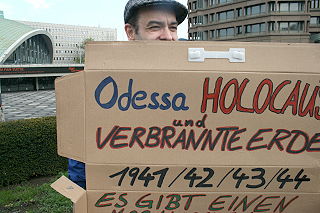 Odessa HOLOCAUS
und
VERBRANNTE ERDE
1941/42/43/44
ES GIBT EINEN